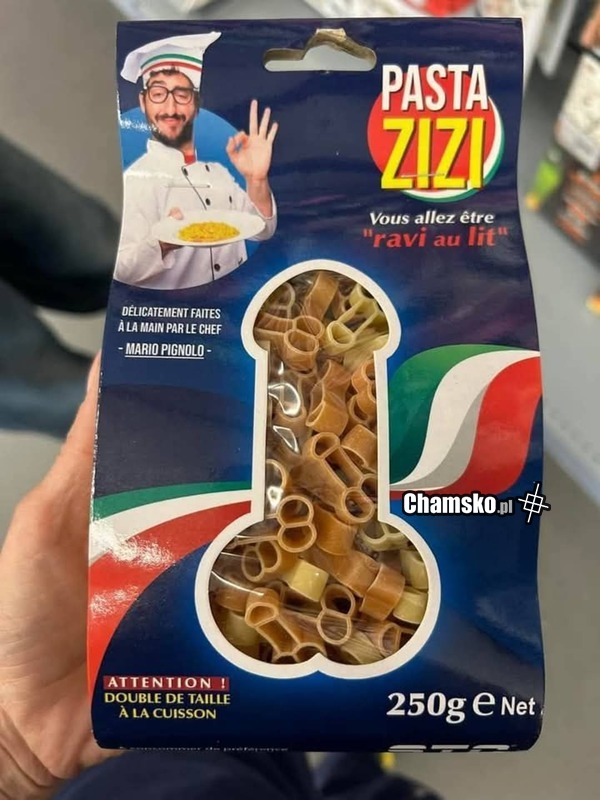 PASTA
ZIZI
Vous allez être
"ravi au lit"
DÉLICATEMENT FAITES
À LA MAIN PAR LE CHEF
- MARIO PIGNOLO -
Chamsko.pl
ATTENTION !
DOUBLE DE TAILLE
À LA CUISSON
250g e Net